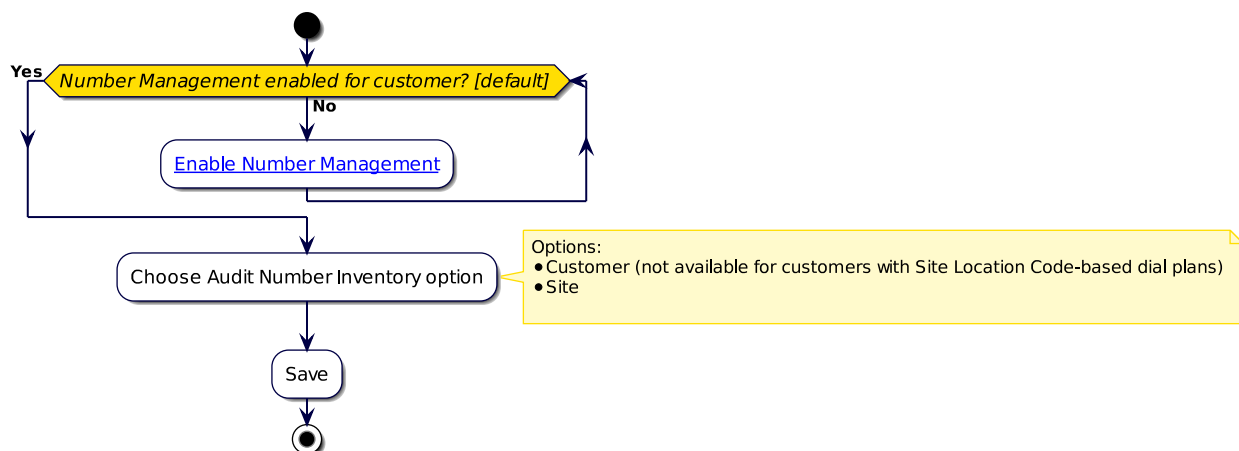 Yes
Number Management enabled for customer? [default]
No
Enable Number Management
Choose Audit Number Inventory option
Options:
•Customer (not available for customers with Site Location Code-based dial plans)
•Site
Save